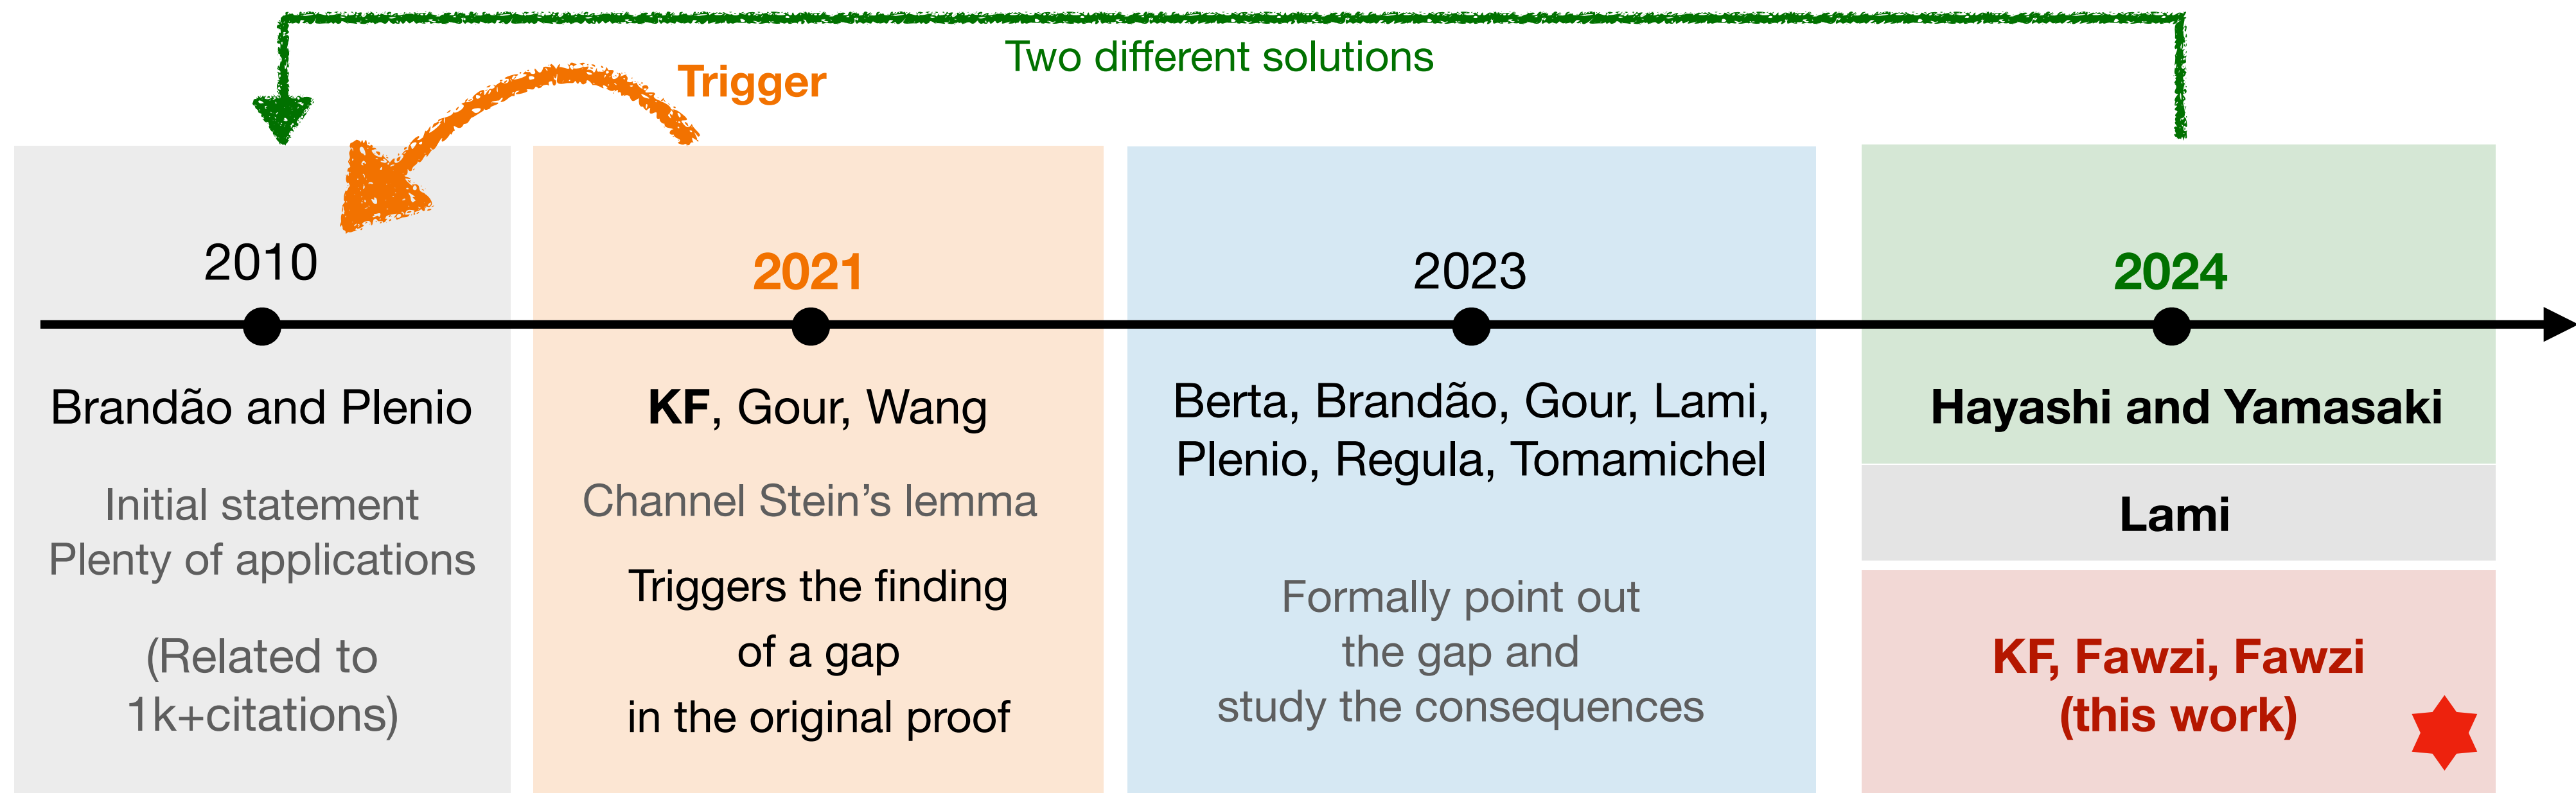 Two different solutions
Trigger
2010
Brandão and Plenio
Initial statement
Plenty of applications
(Related to
1k+citations)
2021
KF, Gour, Wang
Channel Stein’s lemma
Triggers the finding
of a gap
in the original proof
2023
Berta, Brandão, Gour, Lami,
Plenio, Regula, Tomamichel
Formally point out
the gap and
study the consequences
2024
Hayashi and Yamasaki
Lami
KF, Fawzi, Fawzi
(this work)